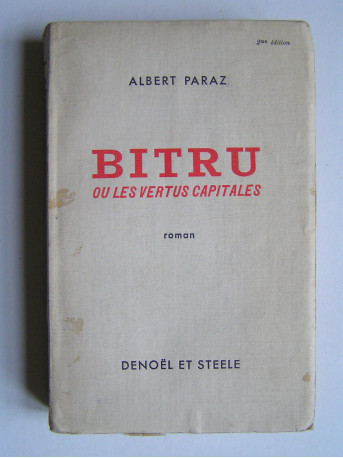 2me édition
ALBERT PARAZ
BITRU
OU LES VERTUS CAPITALES
roman
DENOËL ET STEELE